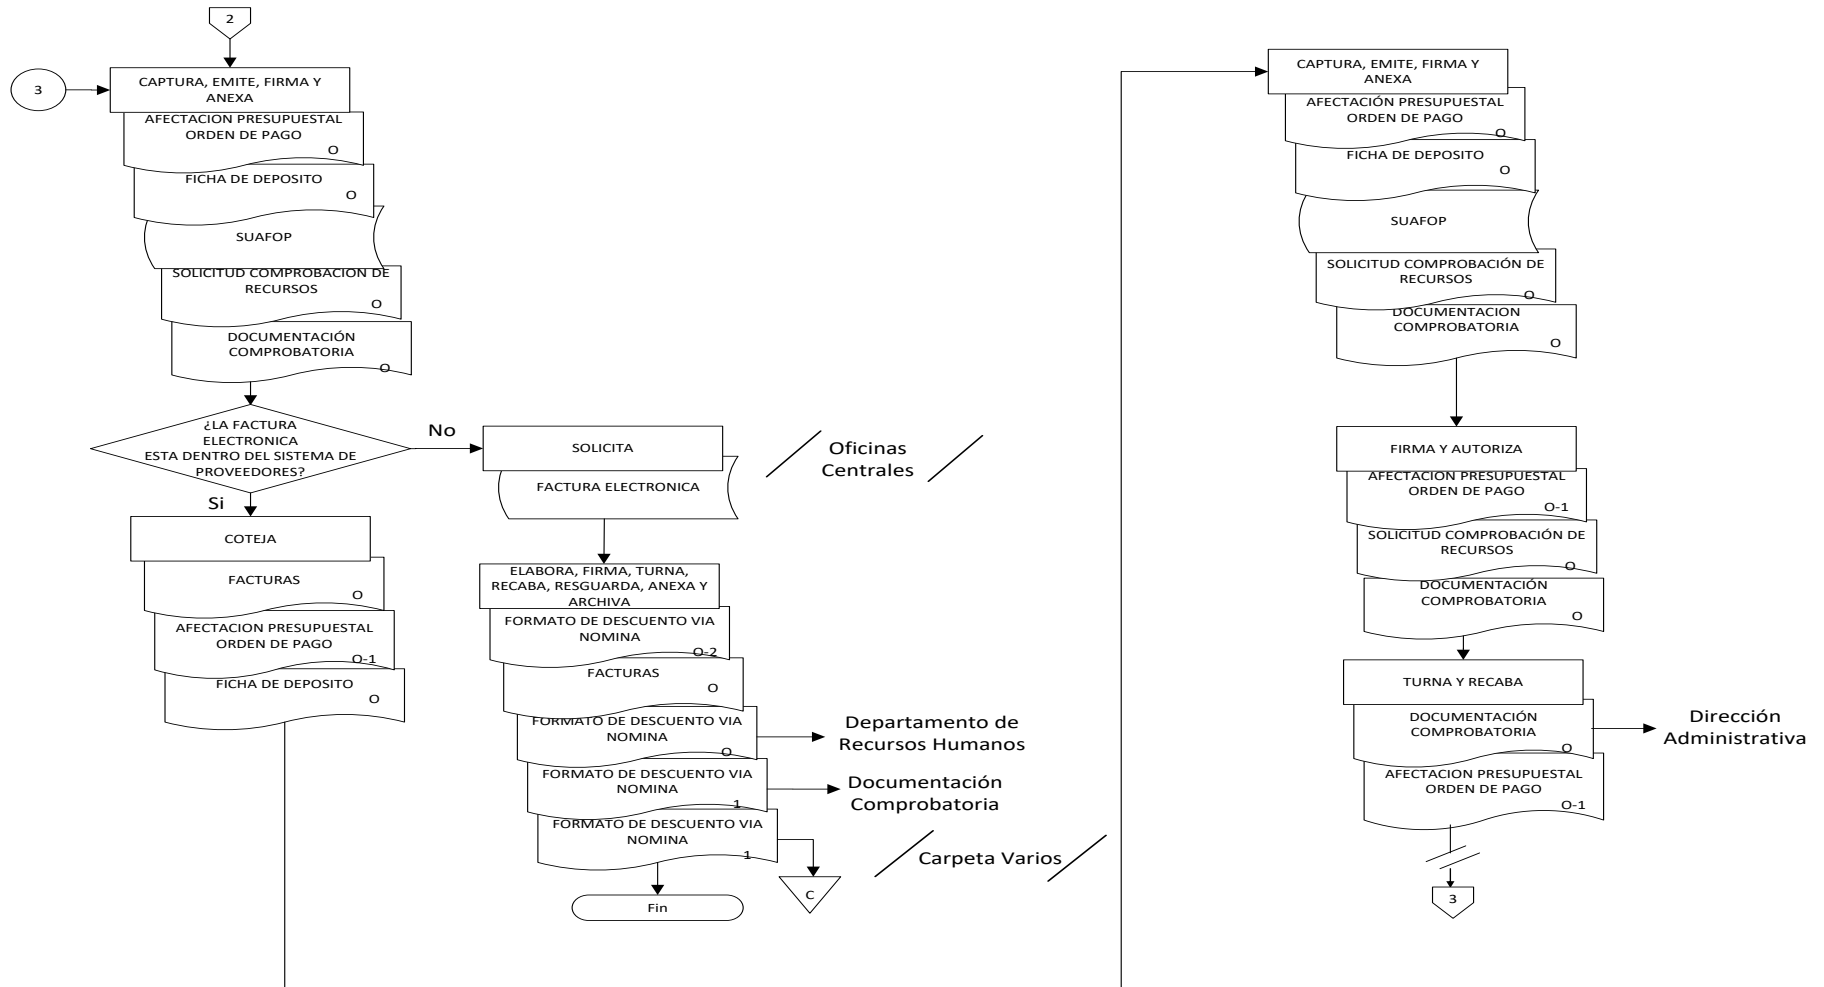 2
3
CAPTURA, EMITE, FIRMA Y
ANEXA
AFECTACIÓN PRESUPUESTAL
ORDEN DE PAGO
O
FICHA DE DEPOSITO
O
SUAFOP
SOLICITUD COMPROBACIÓN DE
RECURSOS
O
DOCUMENTACIÓN
COMPROBATORIA
O
¿LA FACTURA
ELECTRONICA
ESTA DENTRO DEL SISTEMA DE
PROVEEDORES?
No
Si
COTEJA
FACTURAS
O
AFECTACION PRESUPUESTAL
ORDEN DE PAGO
O-1
FICHA DE DEPOSITO
O
SOLICITA
FACTURA ELECTRONICA
Oficinas
Centrales
ELABORA, FIRMA, TURNA,
RECABA, RESGUARDA, ANEXA Y
ARCHIVA
FORMATO DE DESCUENTO VIA
NOMINA
O-2
FACTURAS
O
FORMATO DE DESCUENTO VIA
NOMINA
O
Departamento de
Recursos Humanos
FORMATO DE DESCUENTO VIA
NOMINA
1
Documentación
Comprobatoria
FORMATO DE DESCUENTO VIA
NOMINA
1
Carpeta Varios
C
Fin
CAPTURA, EMITE, FIRMA Y
ANEXA
AFECTACIÓN PRESUPUESTAL
ORDEN DE PAGO
O
FICHA DE DEPOSITO
O
SUAFOP
SOLICITUD COMPROBACIÓN DE
RECURSOS
O
DOCUMENTACIÓN
COMPROBATORIA
O
FIRMA Y AUTORIZA
AFECTACIÓN PRESUPUESTAL
ORDEN DE PAGO
O-1
SOLICITUD COMPROBACIÓN DE
RECURSOS
O
DOCUMENTACIÓN
COMPROBATORIA
O
TURNA Y RECABA
DOCUMENTACIÓN
COMPROBATORIA
O
Dirección
Administrativa
AFECTACION PRESUPUESTAL
ORDEN DE PAGO
O-1
3